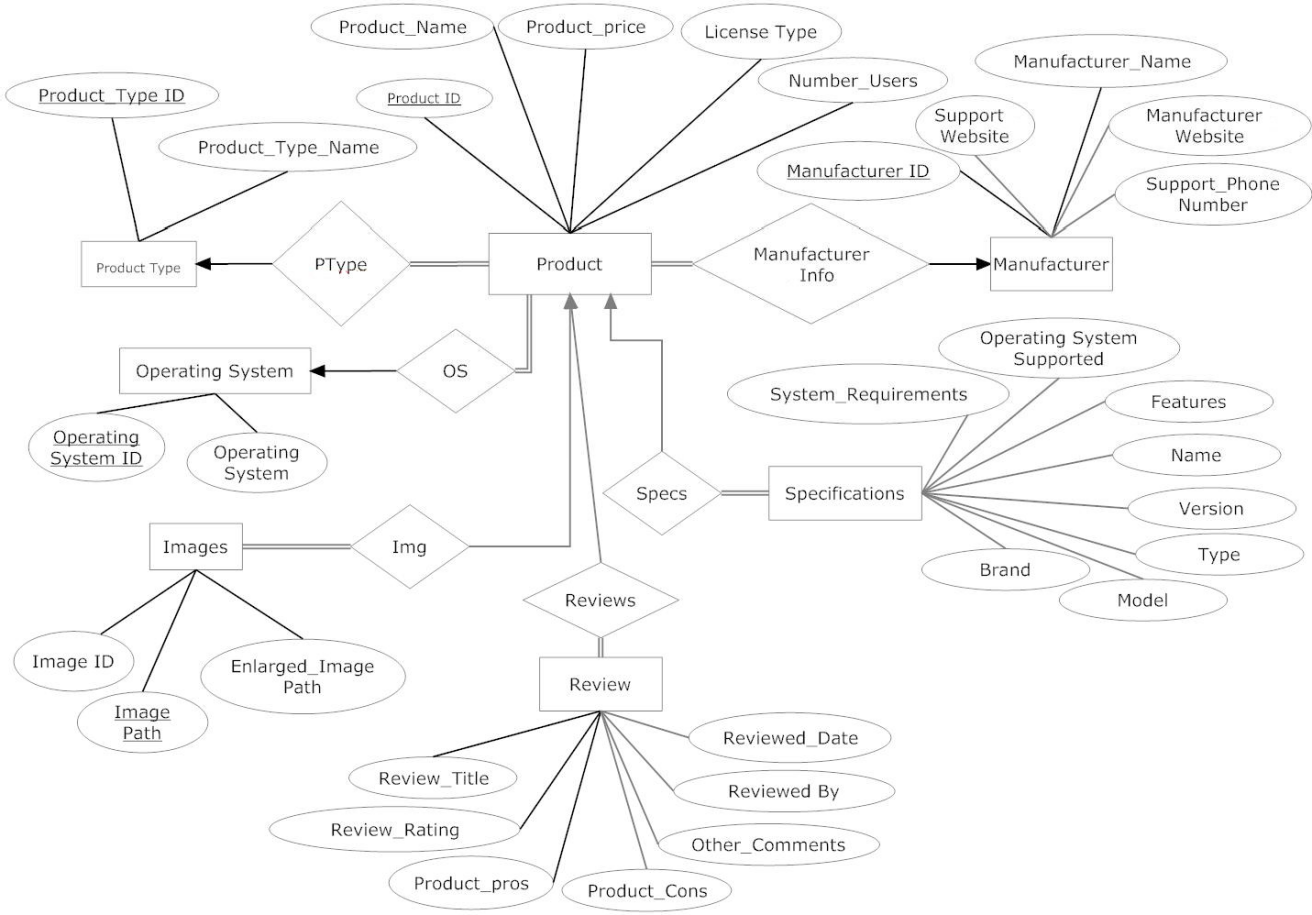 Product_Name
Product_price
License Type
Manufacturer_Name
Product_Type ID
Product ID
Number_Users
Support
Website
Manufacturer
Website
Product_Type_Name
Manufacturer ID
Support_Phone
Number
Product Type
PType
Product
Manufacturer
Info
Manufacturer
Operating System
OS
Operating System
Supported
System_Requirements
Features
Operating
System ID
Operating
System
Name
Specs
Specifications
Version
Images
Img
Type
Brand
Reviews
Model
Image ID
Enlarged_Image
Path
Review
Image
Path
Reviewed_Date
Review_Title
Reviewed By
Review_Rating
Other_Comments
Product_pros
Product_Cons